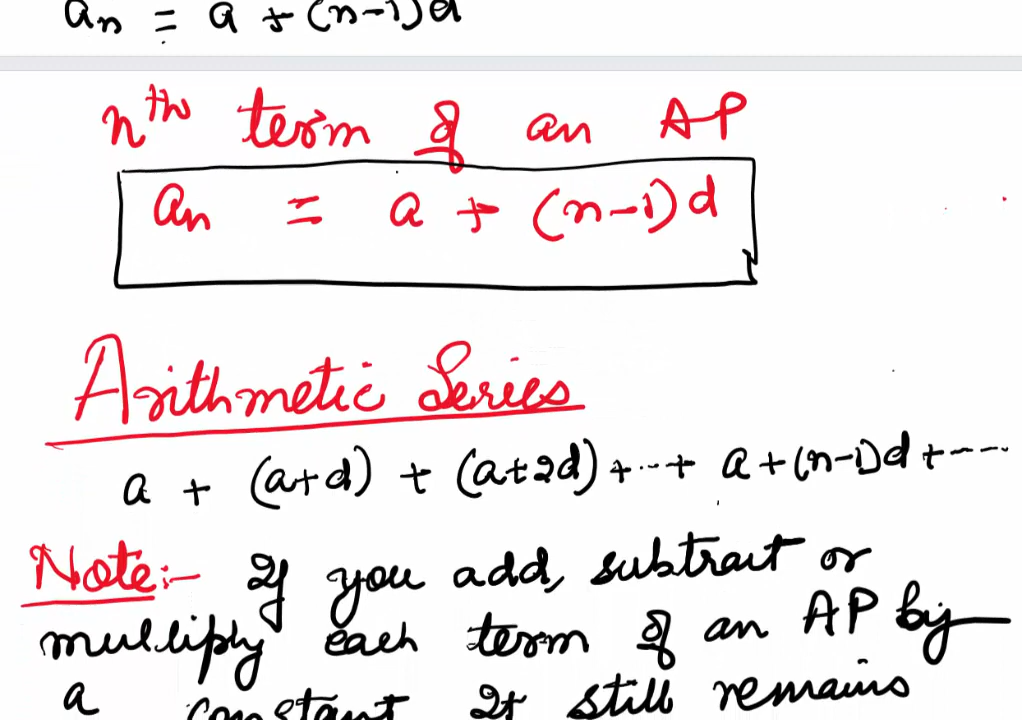 an = a + (n-1)d
nth term of an AP
an = a + (n-1)d
Arithmetic Series
a + (a+d) + (a+2d) + ... + a + (n-1)d + ----
Note:- If you add, subtract or
multiply each term of an AP by
a constant It still remains